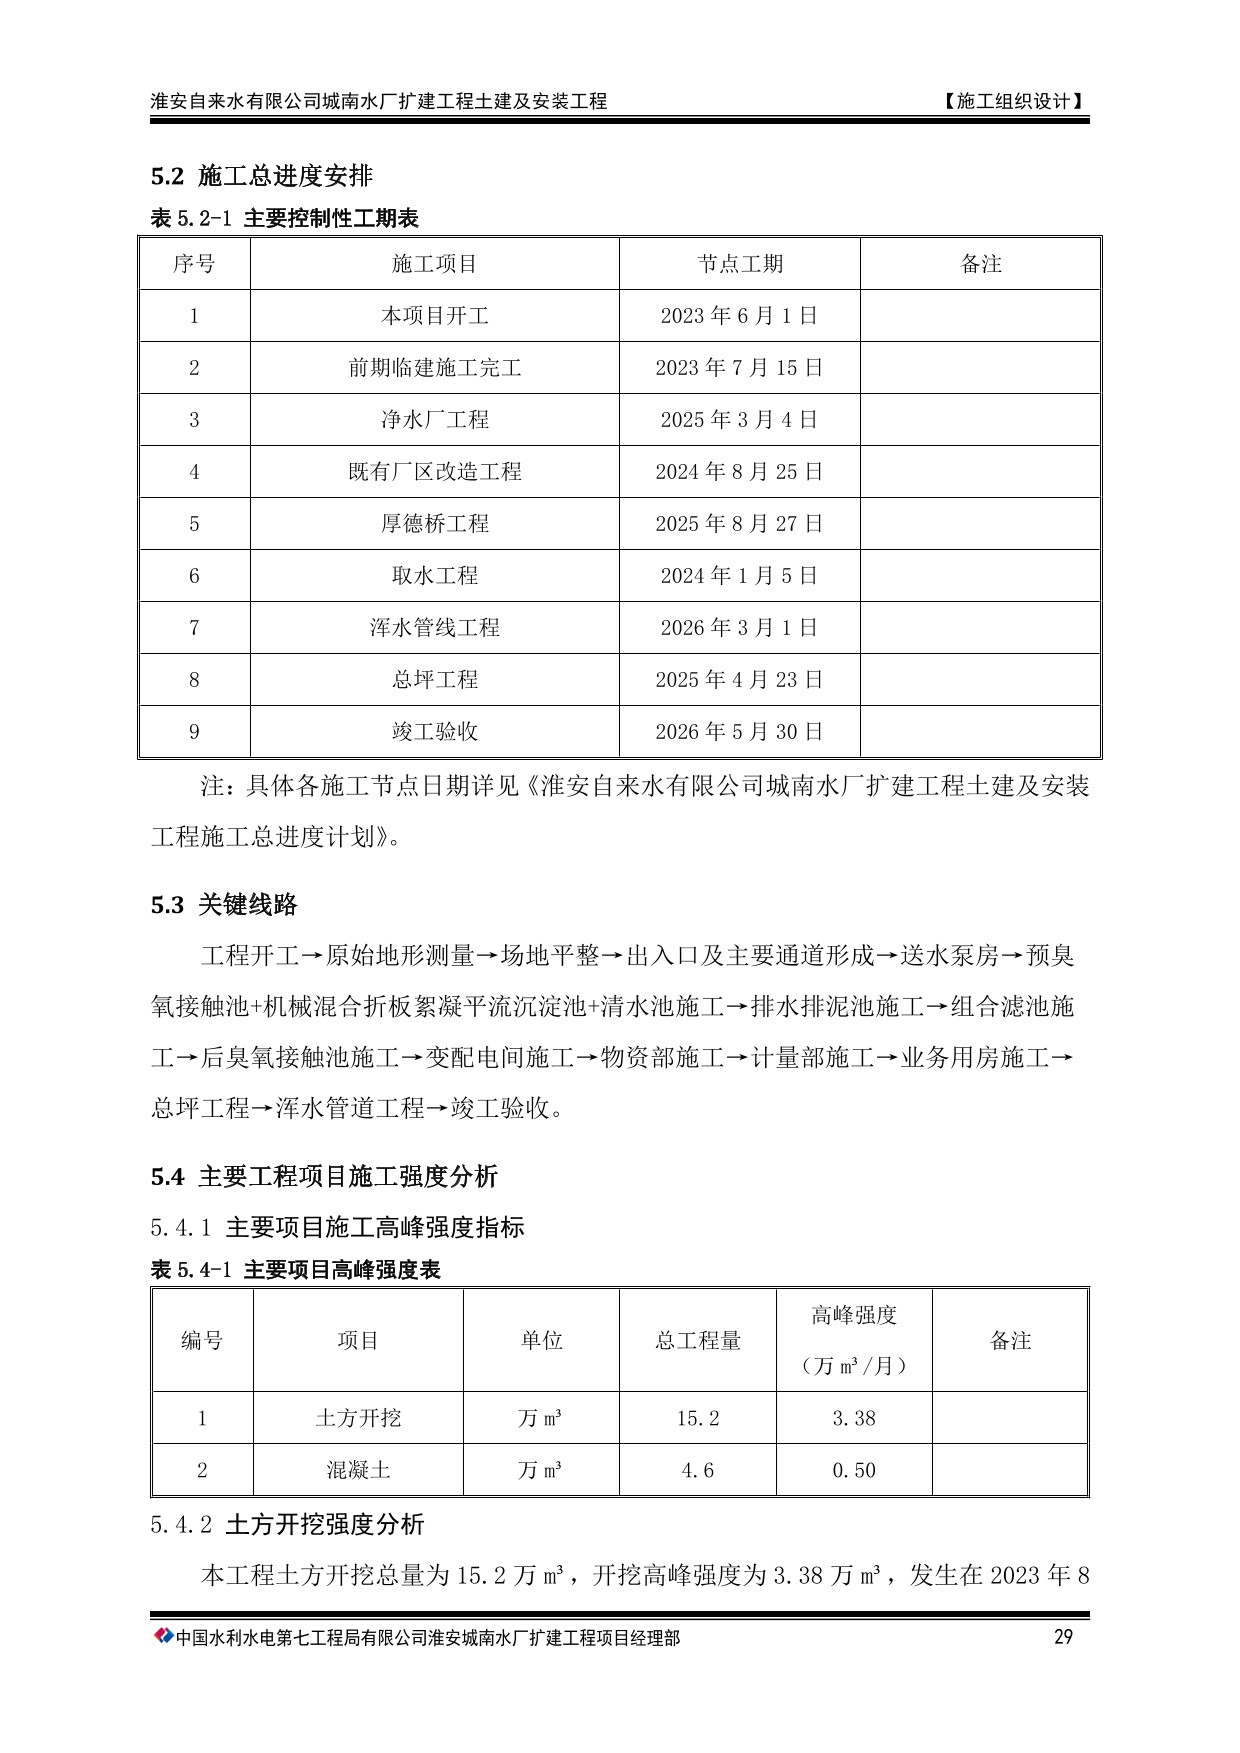 淮安自来水有限公司城南水厂扩建工程土建及安装工程 【施工组织设计】
5.2 施工总进度安排
表 5.2-1 主要控制性工期表
序号 施工项目 节点工期 备注
1 本项目开工 2023 年 6 月 1 日
2 前期临建施工完工 2023 年 7 月 15 日
3 净水厂工程 2025 年 3 月 4 日
4 既有厂区改造工程 2024 年 8 月 25 日
5 厚德桥工程 2025 年 8 月 27 日
6 取水工程 2024 年 1 月 5 日
7 浑水管线工程 2026 年 3 月 1 日
8 总坪工程 2025 年 4 月 23 日
9 竣工验收 2026 年 5 月 30 日
注：具体各施工节点日期详见《淮安自来水有限公司城南水厂扩建工程土建及安装
工程施工总进度计划》。
5.3 关键线路
工程开工→原始地形测量→场地平整→出入口及主要通道形成→送水泵房→预臭
氧接触池+机械混合折板絮凝平流沉淀池+清水池施工→排水排泥池施工→组合滤池施
工→后臭氧接触池施工→变配电间施工→物资部施工→计量部施工→业务用房施工→
总坪工程→浑水管道工程→竣工验收。
5.4 主要工程项目施工强度分析
5.4.1 主要项目施工高峰强度指标
表 5.4-1 主要项目高峰强度表
编号 项目 单位 总工程量 高峰强度 备注
（万 m³/月）
1 土方开挖 万 m³ 15.2 3.38
2 混凝土 万 m³ 4.6 0.50
5.4.2 土方开挖强度分析
本工程土方开挖总量为 15.2 万 m³，开挖高峰强度为 3.38 万 m³，发生在 2023 年 8
中国水利水电第七工程局有限公司淮安城南水厂扩建工程项目经理部 29